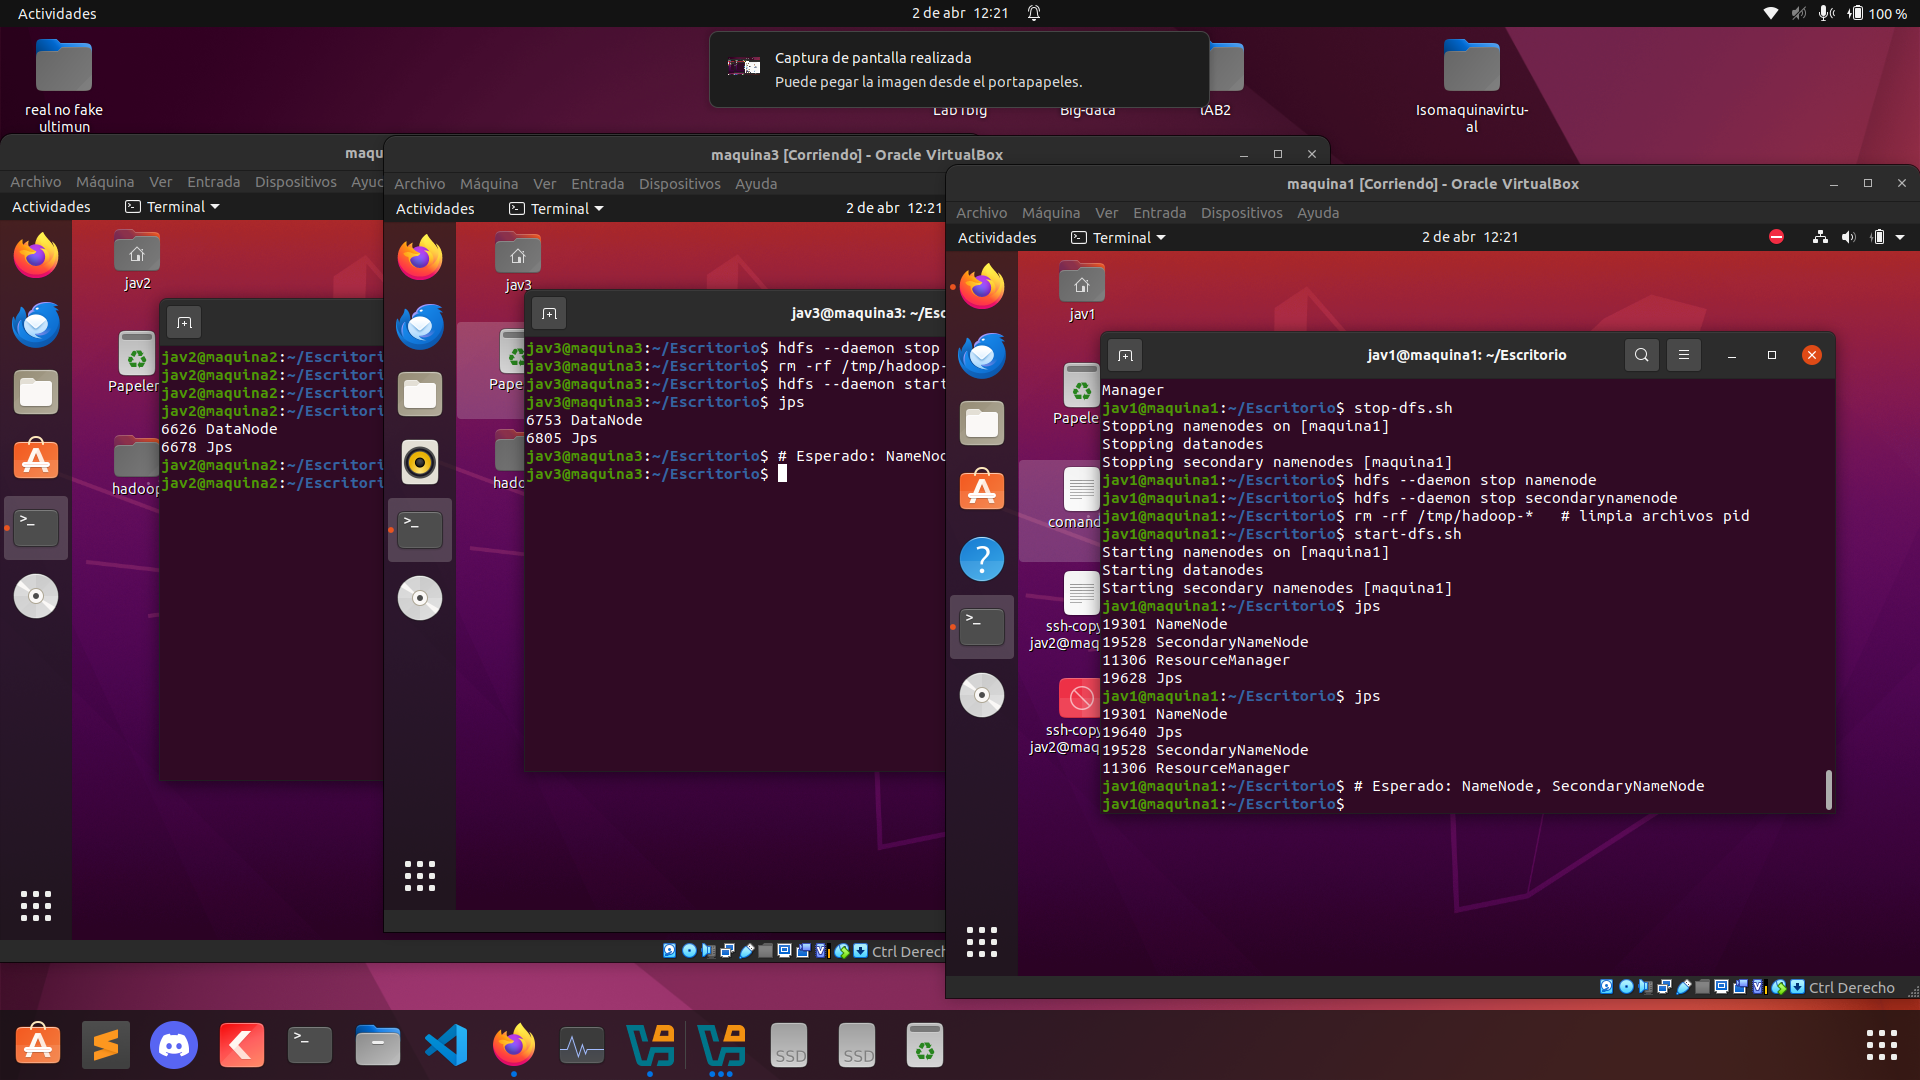 Actividades
2 de abr 12:21
100 %
real no fake
ultimun
Captura de pantalla realizada
Puede pegar la imagen desde el portapapeles.
Lab1big
Big-data
lAB2
Isomaquinavirtu-
al
maqu
Archivo Máquina Ver Entrada Dispositivos Ayuc
Actividades
Terminal
jav2
Papeler
hadoop
jav2@maquina2:~/Escritori
jav2@maquina2:~/Escritori
jav2@maquina2:~/Escritori
jav2@maquina2:~/Escritori
6626 DataNode
6678 Jps
jav2@maquina2:~/Escritori
jav2@maquina2:~/Escritori
Ctrl Derech
maquina3 [Corriendo] - Oracle VirtualBox
Archivo Máquina Ver Entrada Dispositivos Ayuda
Actividades
Terminal
2 de abr 12:21
jav3
Pape
hadc
jav3@maquina3: ~/Esc
jav3@maquina3:~/Escritorio$ hdfs --daemon stop
jav3@maquina3:~/Escritorio$ rm -rf /tmp/hadoop-
jav3@maquina3:~/Escritorio$ hdfs --daemon start
jav3@maquina3:~/Escritorio$ jps
6753 DataNode
6805 Jps
jav3@maquina3:~/Escritorio$ # Esperado: NameNoc
jav3@maquina3:~/Escritorio$
maquina1 [Corriendo] - Oracle VirtualBox
Archivo Máquina Ver Entrada Dispositivos Ayuda
Actividades
Terminal
2 de abr 12:21
jav1
Papele
comand
ssh-copy
jav2@maq
ssh-copy
jav2@maq
jav1@maquina1: ~/Escritorio
Manager
jav1@maquina1:~/Escritorio$ stop-dfs.sh
Stopping namenodes on [maquina1]
Stopping datanodes
Stopping secondary namenodes [maquina1]
jav1@maquina1:~/Escritorio$ hdfs --daemon stop namenode
jav1@maquina1:~/Escritorio$ hdfs --daemon stop secondarynamenode
jav1@maquina1:~/Escritorio$ rm -rf /tmp/hadoop-*   # limpia archivos pid
jav1@maquina1:~/Escritorio$ start-dfs.sh
Starting namenodes on [maquina1]
Starting datanodes
Starting secondary namenodes [maquina1]
jav1@maquina1:~/Escritorio$ jps
19301 NameNode
19528 SecondaryNameNode
11306 ResourceManager
19628 Jps
jav1@maquina1:~/Escritorio$ jps
19301 NameNode
19640 Jps
19528 SecondaryNameNode
11306 ResourceManager
jav1@maquina1:~/Escritorio$ # Esperado: NameNode, SecondaryNameNode
jav1@maquina1:~/Escritorio$
Ctrl Derecho
SSD
SSD